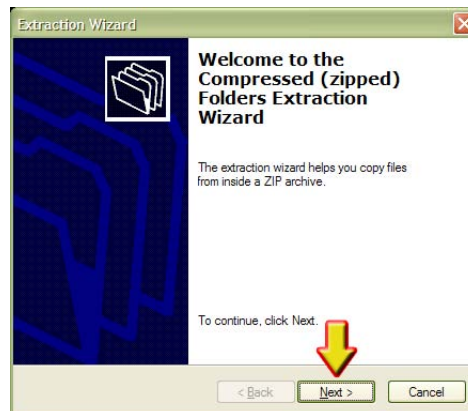 Extraction Wizard
Welcome to the
Compressed (zipped)
Folders Extraction
Wizard
The extraction wizard helps you copy files
from inside a ZIP archive.
To continue, click Next.
< Back
Next >
Cancel